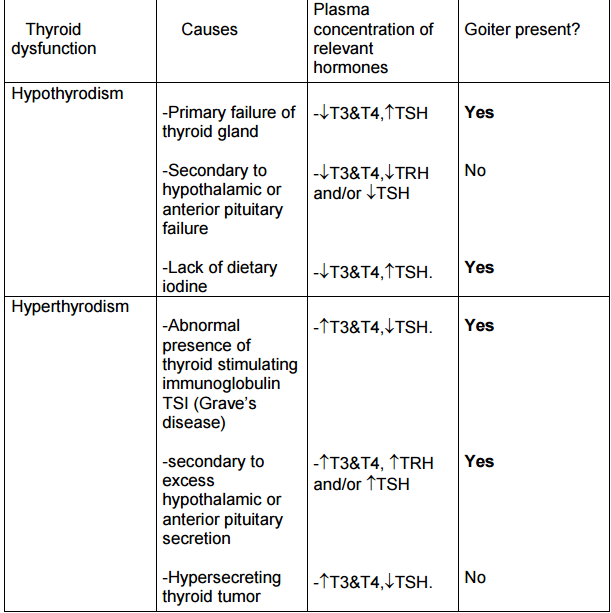 Thyroid dysfunction | Causes | Plasma concentration of relevant hormones | Goiter present?
Hypothyrodism
-Primary failure of thyroid gland | -↓T3&T4,↑TSH | Yes
-Secondary to hypothalamic or anterior pituitary failure | -↓T3&T4,↓TRH and/or ↓TSH | No
-Lack of dietary iodine | -↓T3&T4,↑TSH. | Yes
Hyperthyrodism
-Abnormal presence of thyroid stimulating immunoglobulin TSI (Grave’s disease) | -↑T3&T4,↓TSH. | Yes
-secondary to excess hypothalamic or anterior pituitary secretion | -↑T3&T4, ↑TRH and/or ↑TSH | Yes
-Hypersecreting thyroid tumor | -↑T3&T4,↓TSH. | No